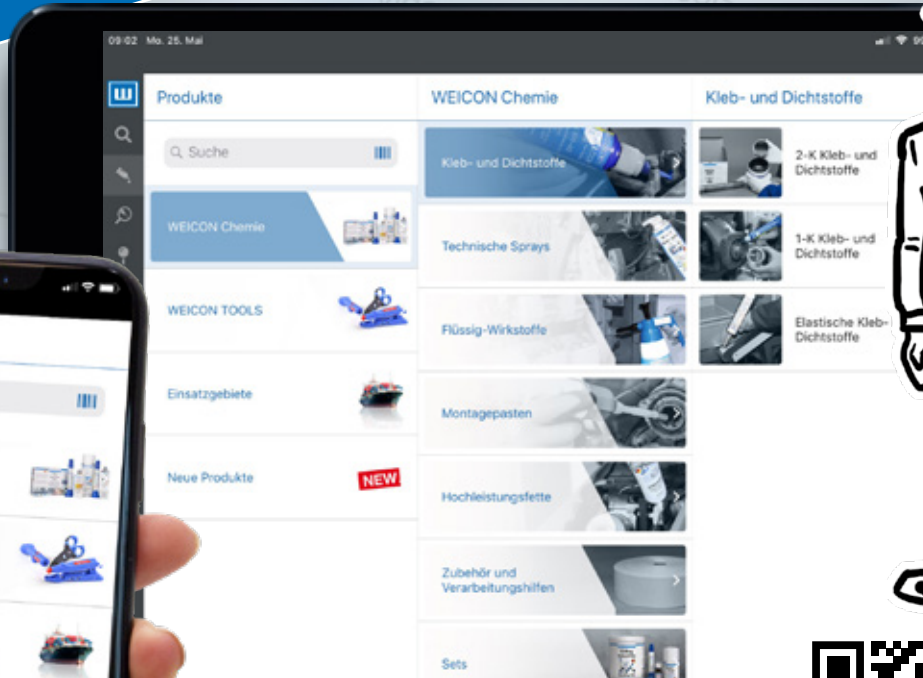 09:02 Mo. 25. Mai
Produkte
WEICON Chemie
Kleb- und Dichtstoffe
Suche
Kleb- und Dichtstoffe
2-K Kleb- und
Dichtstoffe
WEICON Chemie
Technische Sprays
1-K Kleb- und
Dichtstoffe
WEICON TOOLS
Flüssig-Wirkstoffe
Elastische Kleb-
Dichtstoffe
Einsatzgebiete
Montagepasten
Neue Produkte
NEW
Hochleistungsfette
Zubehör und
Verarbeitungshilfen
Sets